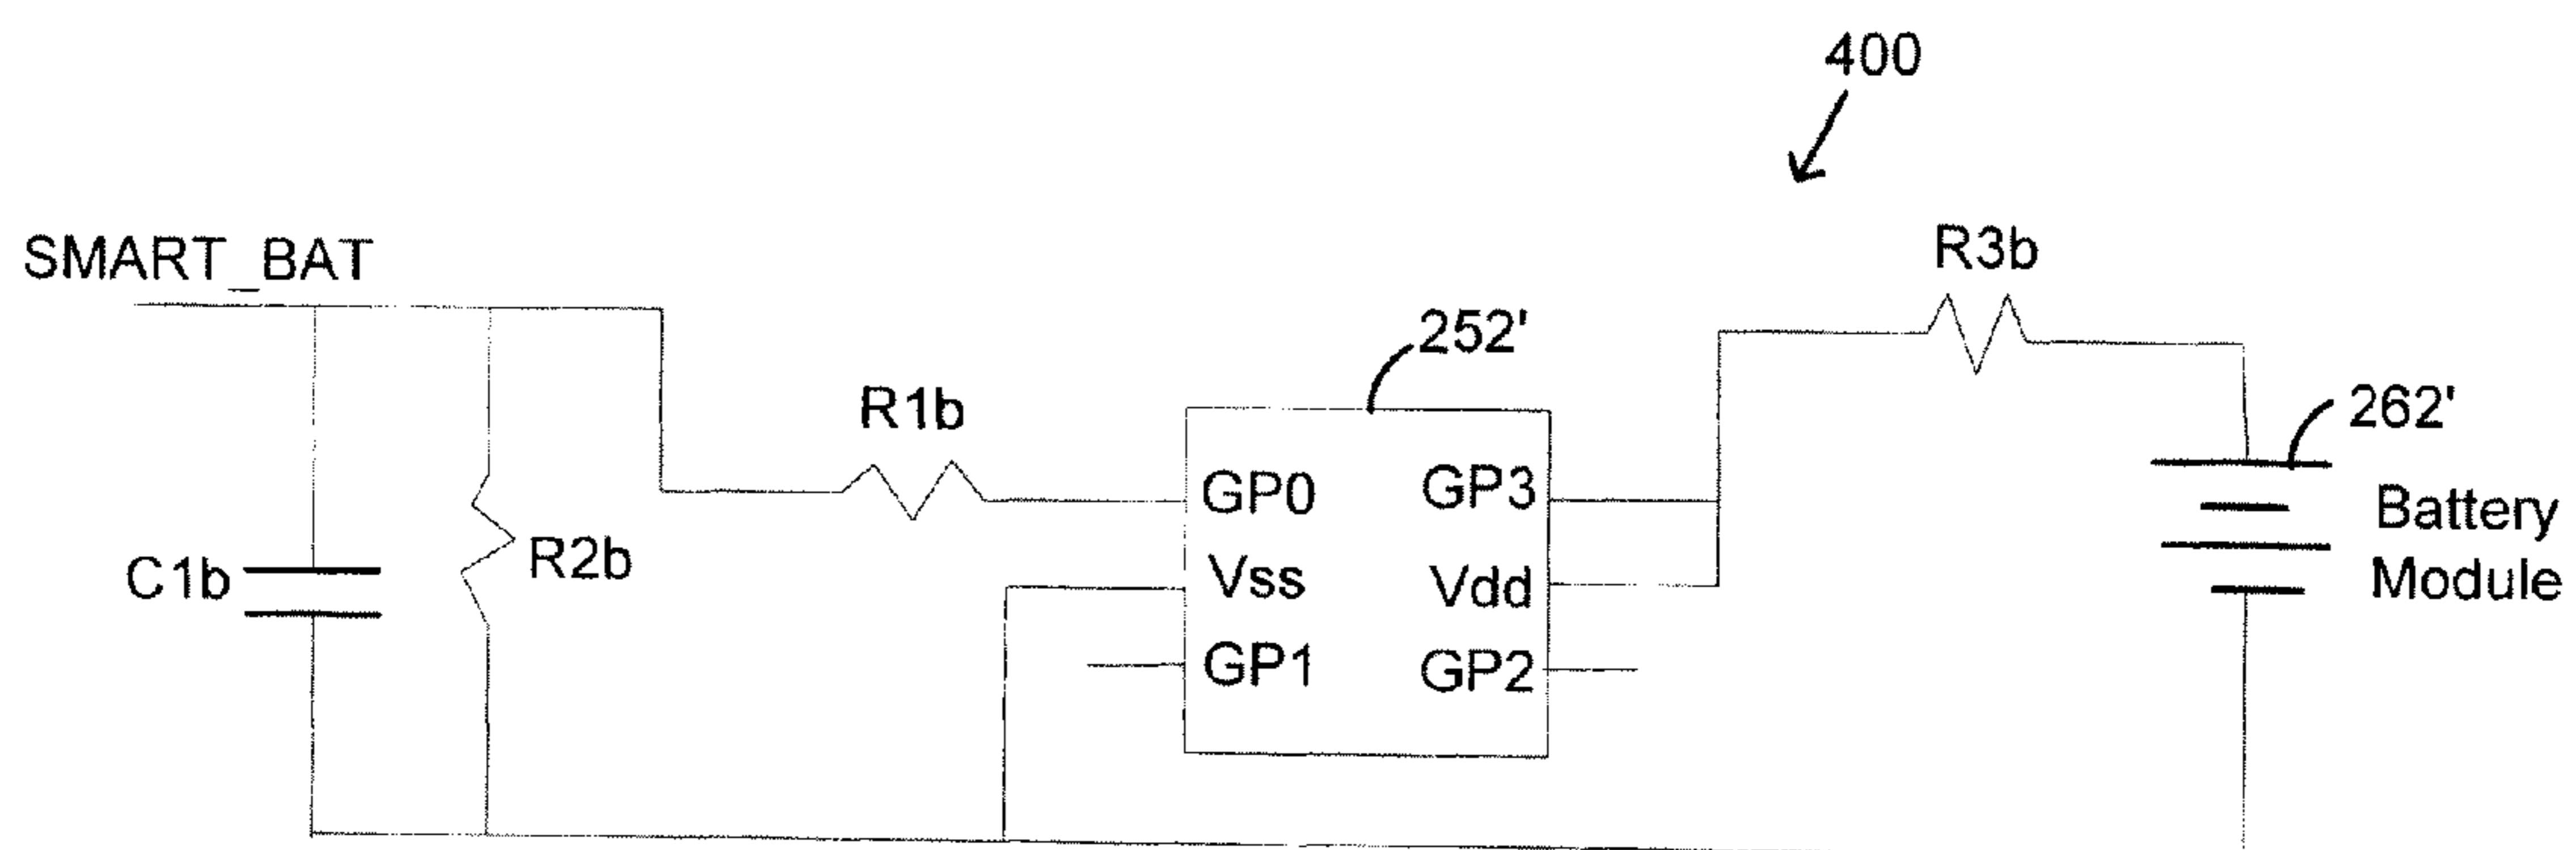 400
SMART_BAT
R3b
252'
R1b
262'
GP0
GP3
Battery
Module
C1b
R2b
Vss
Vdd
GP1
GP2